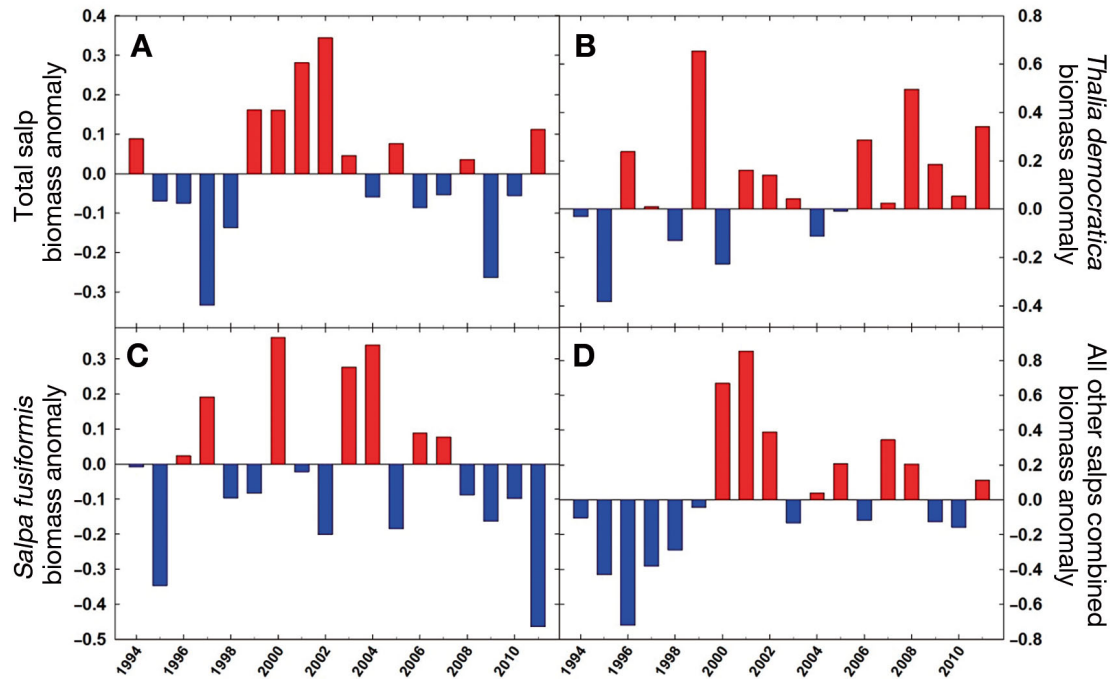 A
Total salp
biomass anomaly
0.4
0.3
0.2
0.1
0.0
−0.1
−0.2
−0.3
B
0.8
0.6
0.4
0.2
0.0
−0.2
−0.4
Thalia democratica
biomass anomaly
C
Salpa fusiformis
biomass anomaly
0.3
0.2
0.1
0.0
−0.1
−0.2
−0.3
−0.4
−0.5
1994 1996 1998 2000 2002 2004 2006 2008 2010
D
0.8
0.6
0.4
0.2
0.0
−0.2
−0.4
−0.6
−0.8
All other salps combined
biomass anomaly
1994 1996 1998 2000 2002 2004 2006 2008 2010